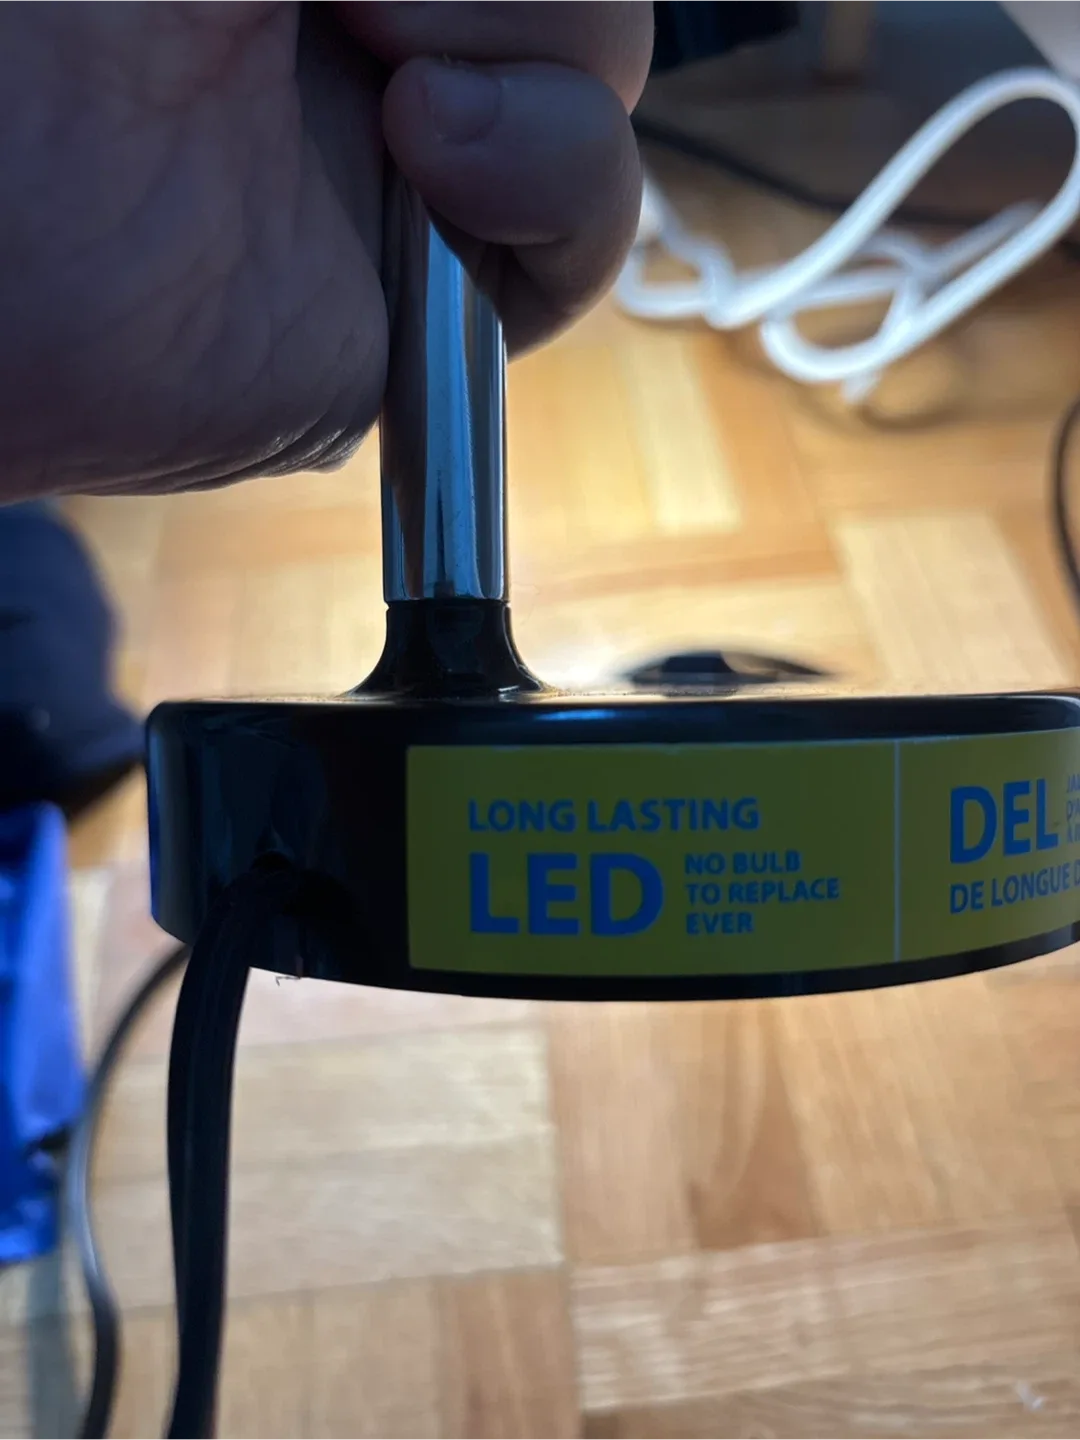 LONG LASTING
LED
NO BULB
TO REPLACE
EVER
DEL
DE LONGUE